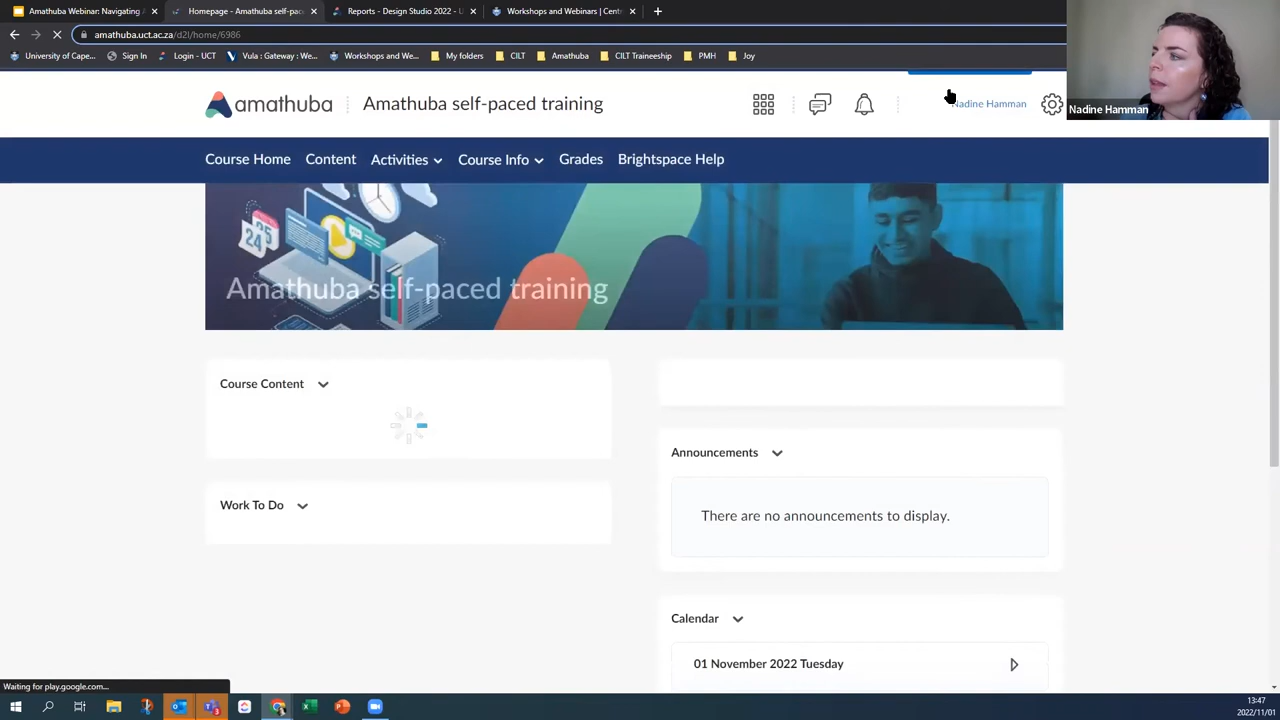 Amathuba Webinar: Navigating A
Homepage - Amathuba self-pac
Reports - Design Studio 2022 - U
Workshops and Webinars | Centr
amathuba.uct.ac.za/d2l/home/6986
University of Cape...
Sign In
Login - UCT
Vula : Gateway : We...
Workshops and We...
My folders
CILT
Amathuba
CILT Traineeship
PMH
Joy
amathuba
Amathuba self-paced training
Nadine Hamman
Nadine Hamman
Course Home
Content
Activities
Course Info
Grades
Brightspace Help
25
24
Amathuba self-paced training
Course Content
Work To Do
Announcements
There are no announcements to display.
Calendar
01 November 2022 Tuesday
Waiting for play.google.com...
13:47
2022/11/01